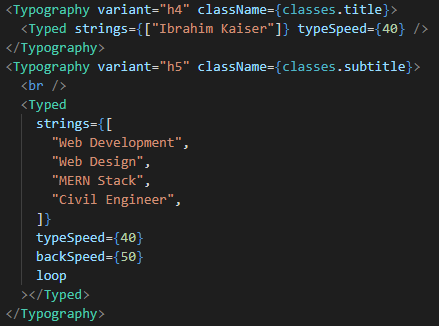 <Typography variant="h4" className={classes.title}>
<Typed strings={["Ibrahim Kaiser"]} typeSpeed={40} />
</Typography>
<Typography variant="h5" className={classes.subtitle}>
<br />
<Typed
strings={[
"Web Development",
"Web Design",
"MERN Stack",
"Civil Engineer",
]}
typeSpeed={40}
backSpeed={50}
loop
></Typed>
</Typography>